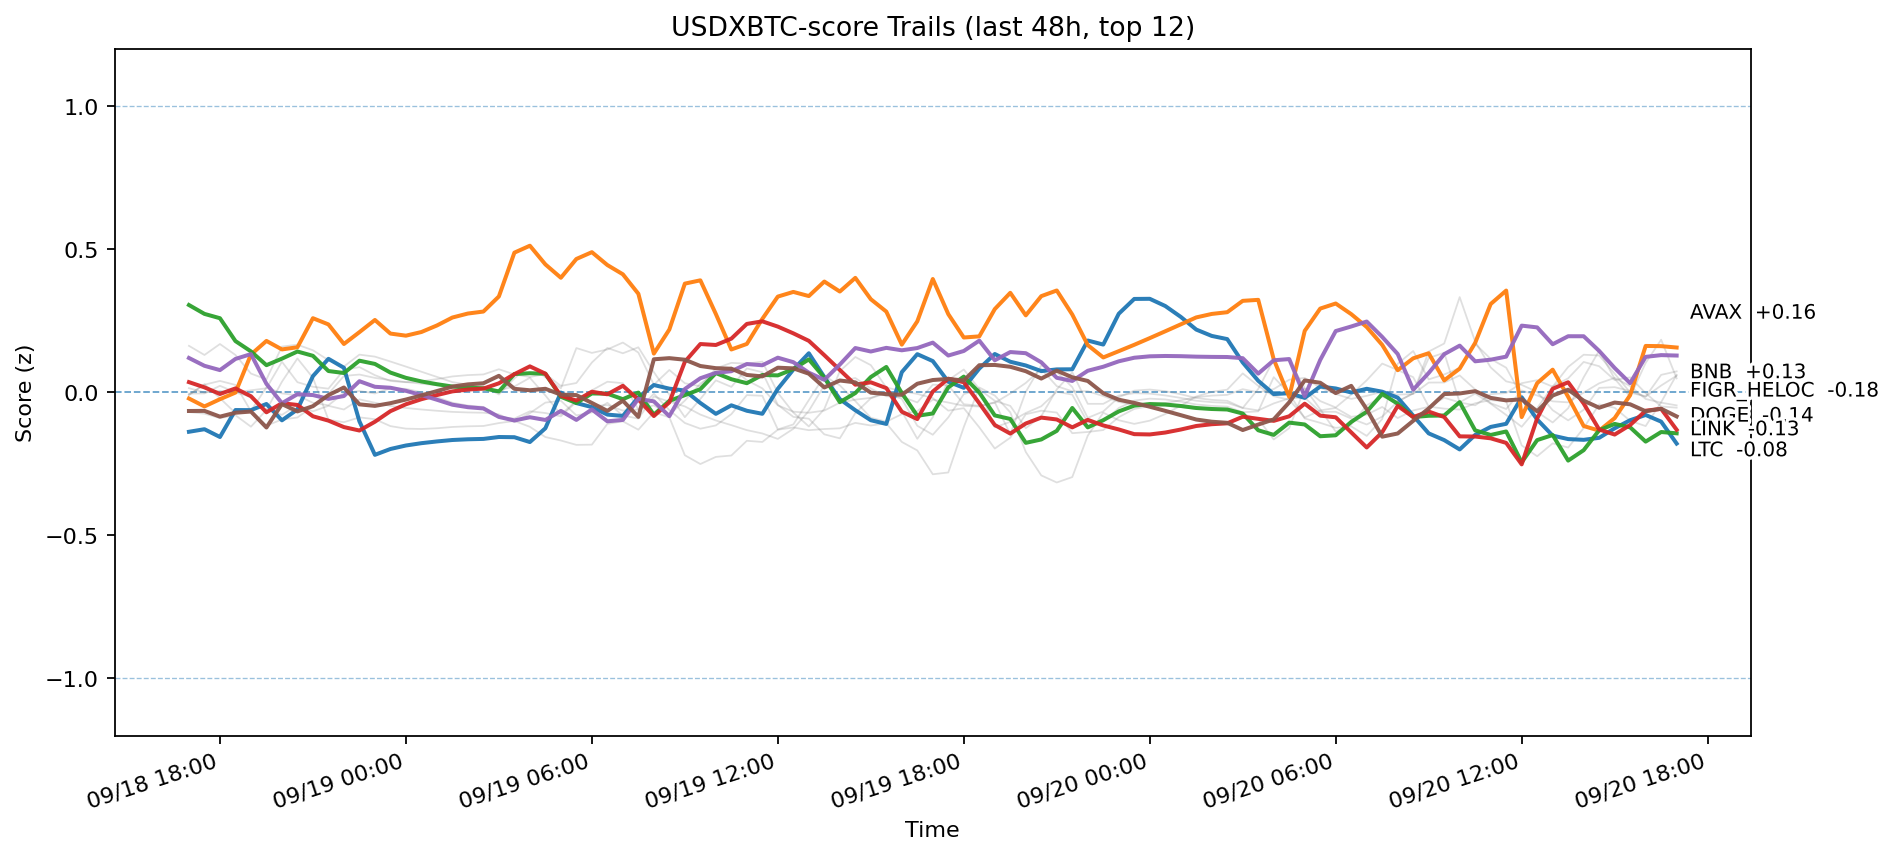 USDXBTC-score Trails (last 48h, top 12)
Score (z)
1.0
0.5
0.0
−0.5
−1.0
AVAX +0.16
BNB +0.13
FIGR_HELOC -0.18
DOGE -0.14
LINK -0.13
LTC -0.08
09/18 18:00
09/19 00:00
09/19 06:00
09/19 12:00
09/19 18:00
09/20 00:00
09/20 06:00
09/20 12:00
09/20 18:00
Time